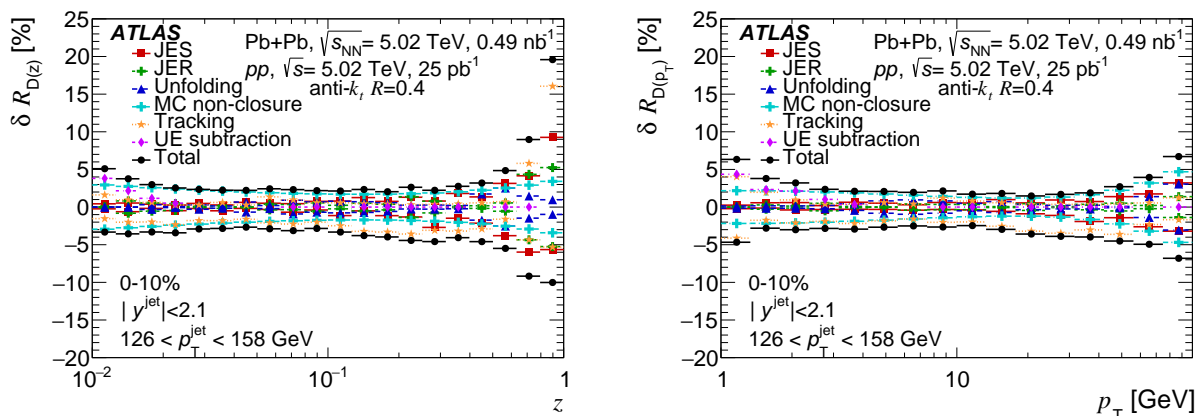 δ R_D(z) [%]
25
20
15
10
5
0
−5
−10
−15
−20
ATLAS
Pb+Pb, √s_NN= 5.02 TeV, 0.49 nb⁻¹
JES
pp, √s= 5.02 TeV, 25 pb⁻¹
JER
anti-k_t R=0.4
Unfolding
MC non-closure
Tracking
UE subtraction
Total
0-10%
| y^jet|<2.1
126 < p_T^jet < 158 GeV
10⁻² 10⁻¹ 1
z
δ R_D(p_T) [%]
25
20
15
10
5
0
−5
−10
−15
−20
ATLAS
Pb+Pb, √s_NN= 5.02 TeV, 0.49 nb⁻¹
JES
pp, √s= 5.02 TeV, 25 pb⁻¹
JER
anti-k_t R=0.4
Unfolding
MC non-closure
Tracking
UE subtraction
Total
0-10%
| y^jet|<2.1
126 < p_T^jet < 158 GeV
1 10
p_T [GeV]